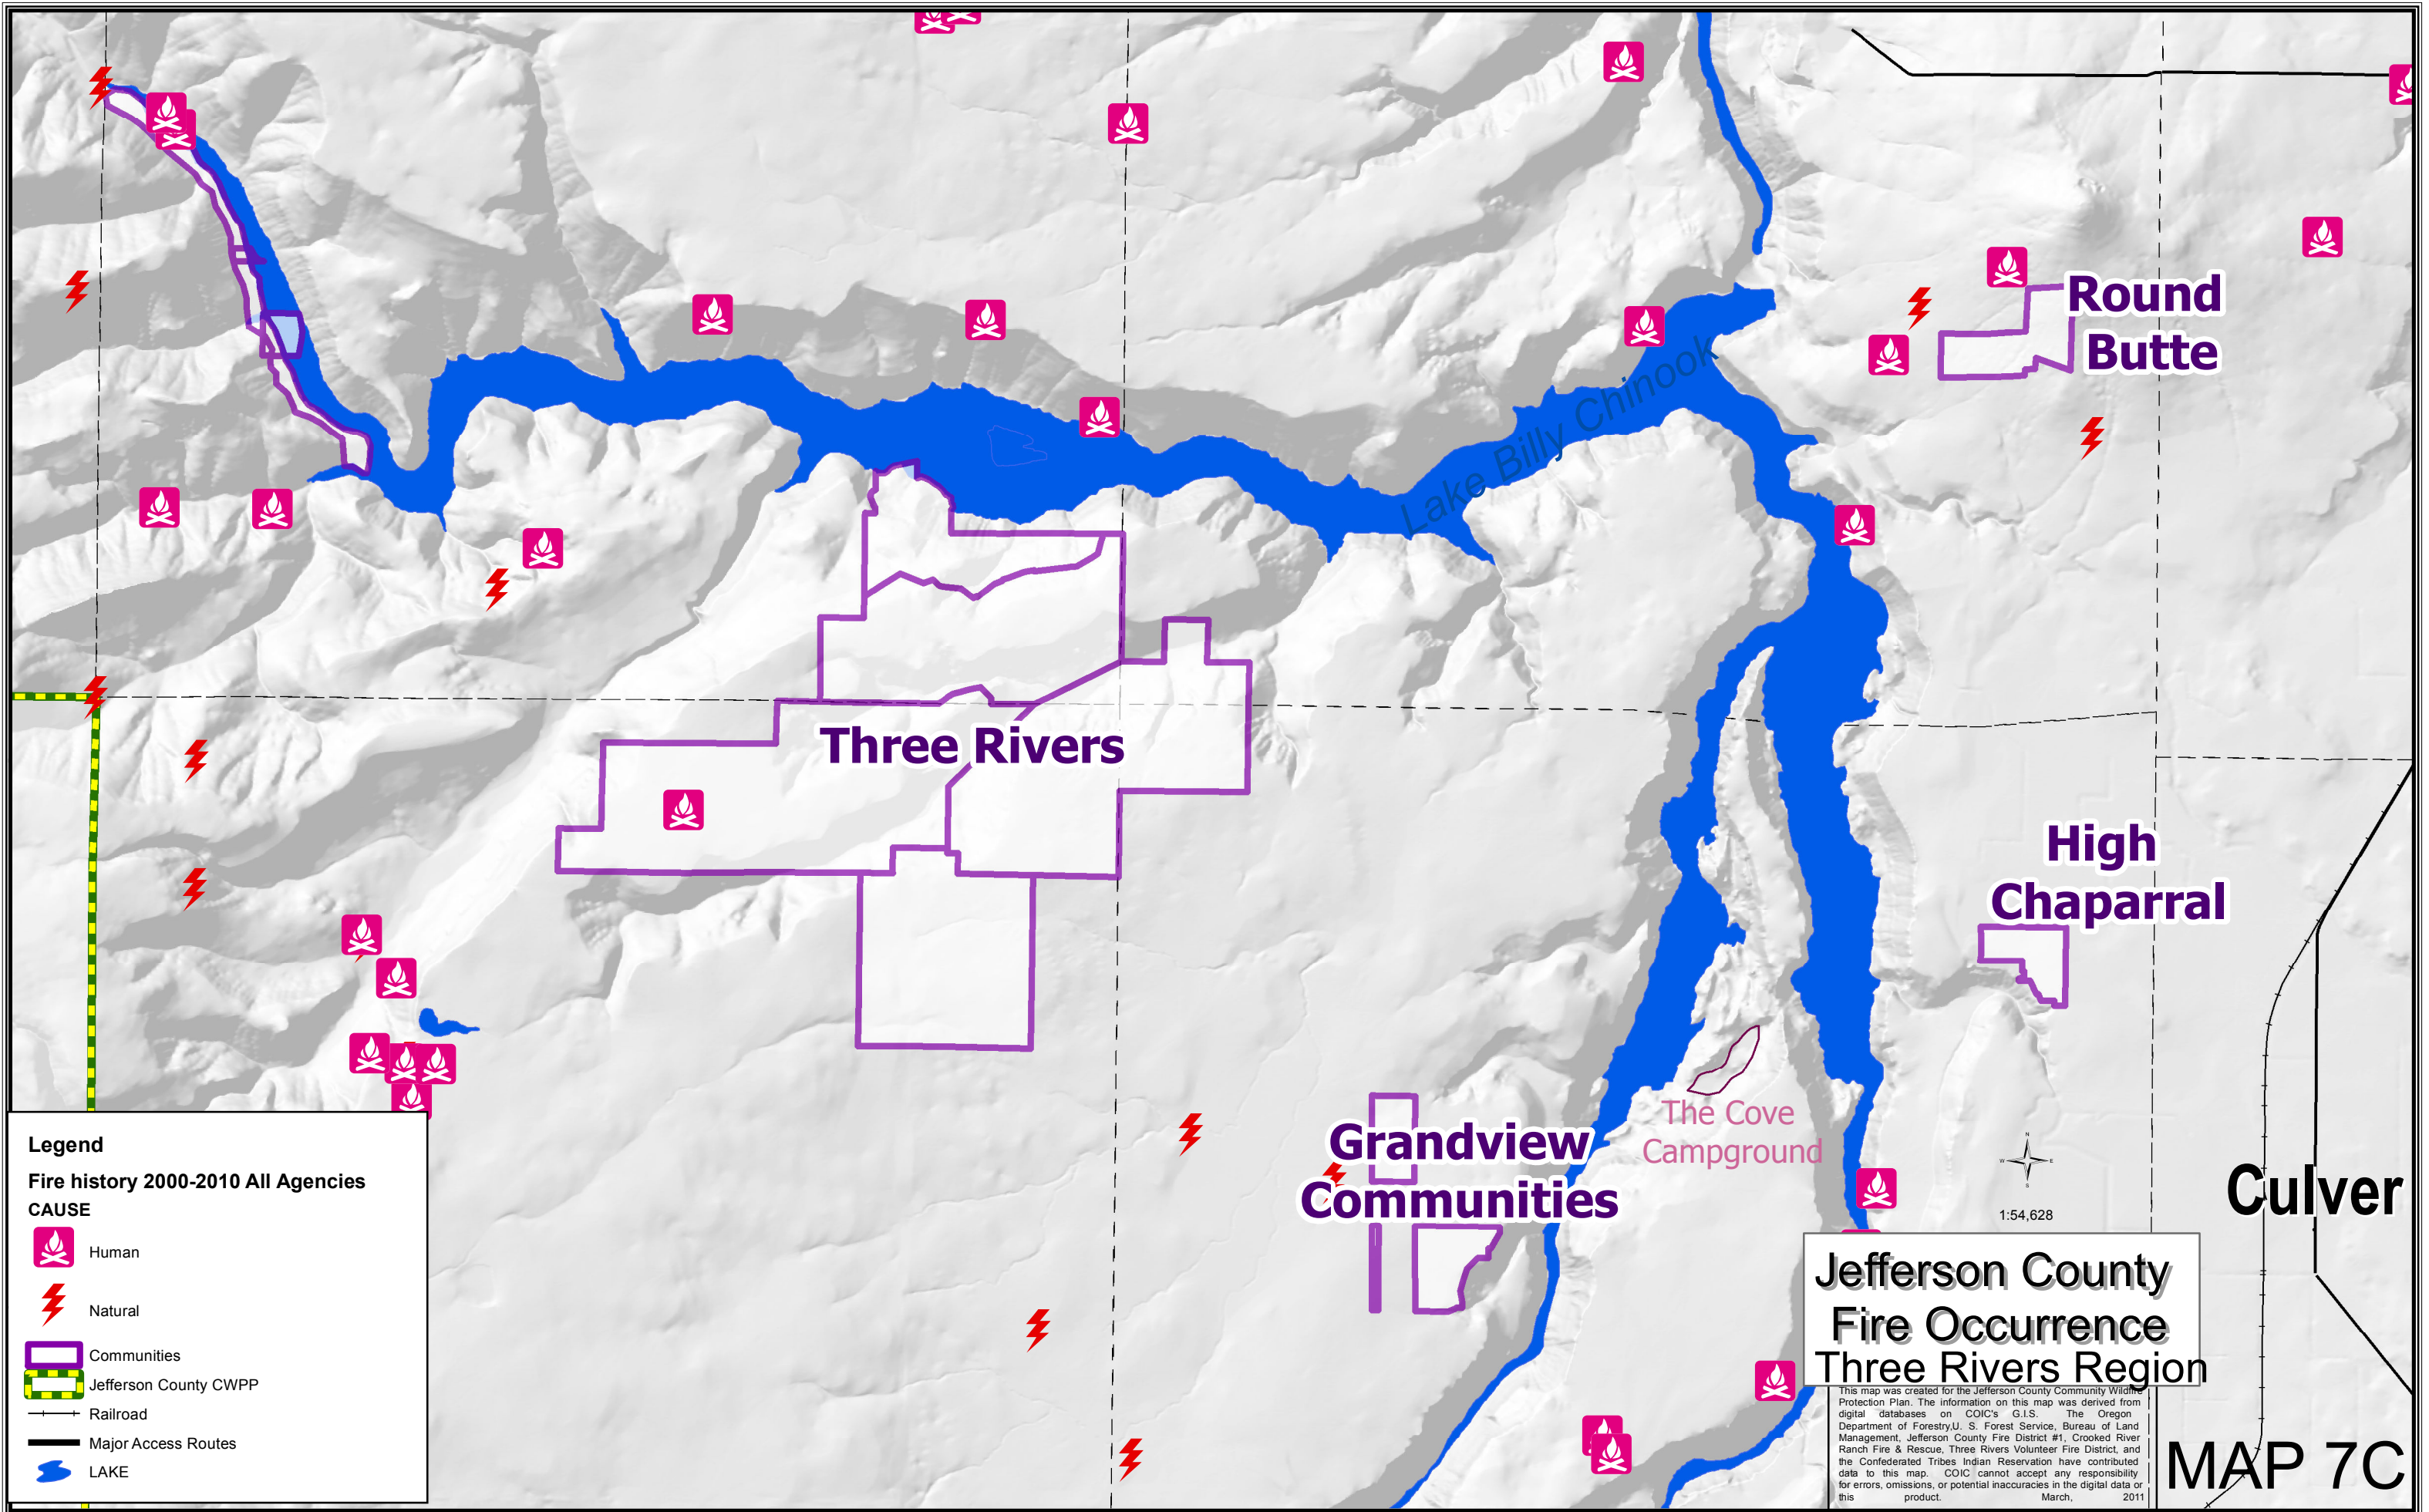 Round
Butte
Lake Billy Chinook
Three Rivers
High
Chaparral
The Cove
Campground
Grandview
Communities
Culver
N
W E
S
1:54,628
Legend
Fire history 2000-2010 All Agencies
CAUSE
Human
Natural
Communities
Jefferson County CWPP
Railroad
Major Access Routes
LAKE
Jefferson County
Fire Occurrence
Three Rivers Region
This map was created for the Jefferson County Community Wildfire
Protection Plan. The information on this map was derived from
digital databases on COIC's G.I.S. The Oregon
Department of Forestry,U. S. Forest Service, Bureau of Land
Management, Jefferson County Fire District #1, Crooked River
Ranch Fire & Rescue, Three Rivers Volunteer Fire District, and
the Confederated Tribes Indian Reservation have contributed
data to this map. COIC cannot accept any responsibility
for errors, omissions, or potential inaccuracies in the digital data or
this product. March, 2011
MAP 7C